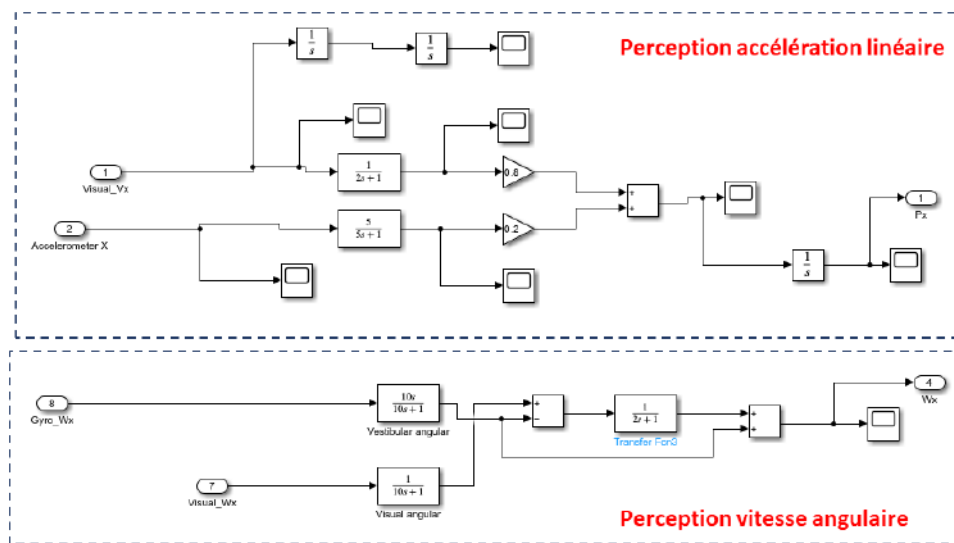 Perception accélération linéaire
1
s
1
s
1
Visual_Vx
1
2s + 1
0.8
+
+
2
Accelerometer X
5
5s + 1
0.2
1
s
1
Px
8
Gyro_Wx
10s
10s + 1
Vestibular angular
+
−
1
2s + 1
Transfer Fcn3
+
+
4
Wx
7
Visual_Wx
1
10s + 1
Visual angular
Perception vitesse angulaire